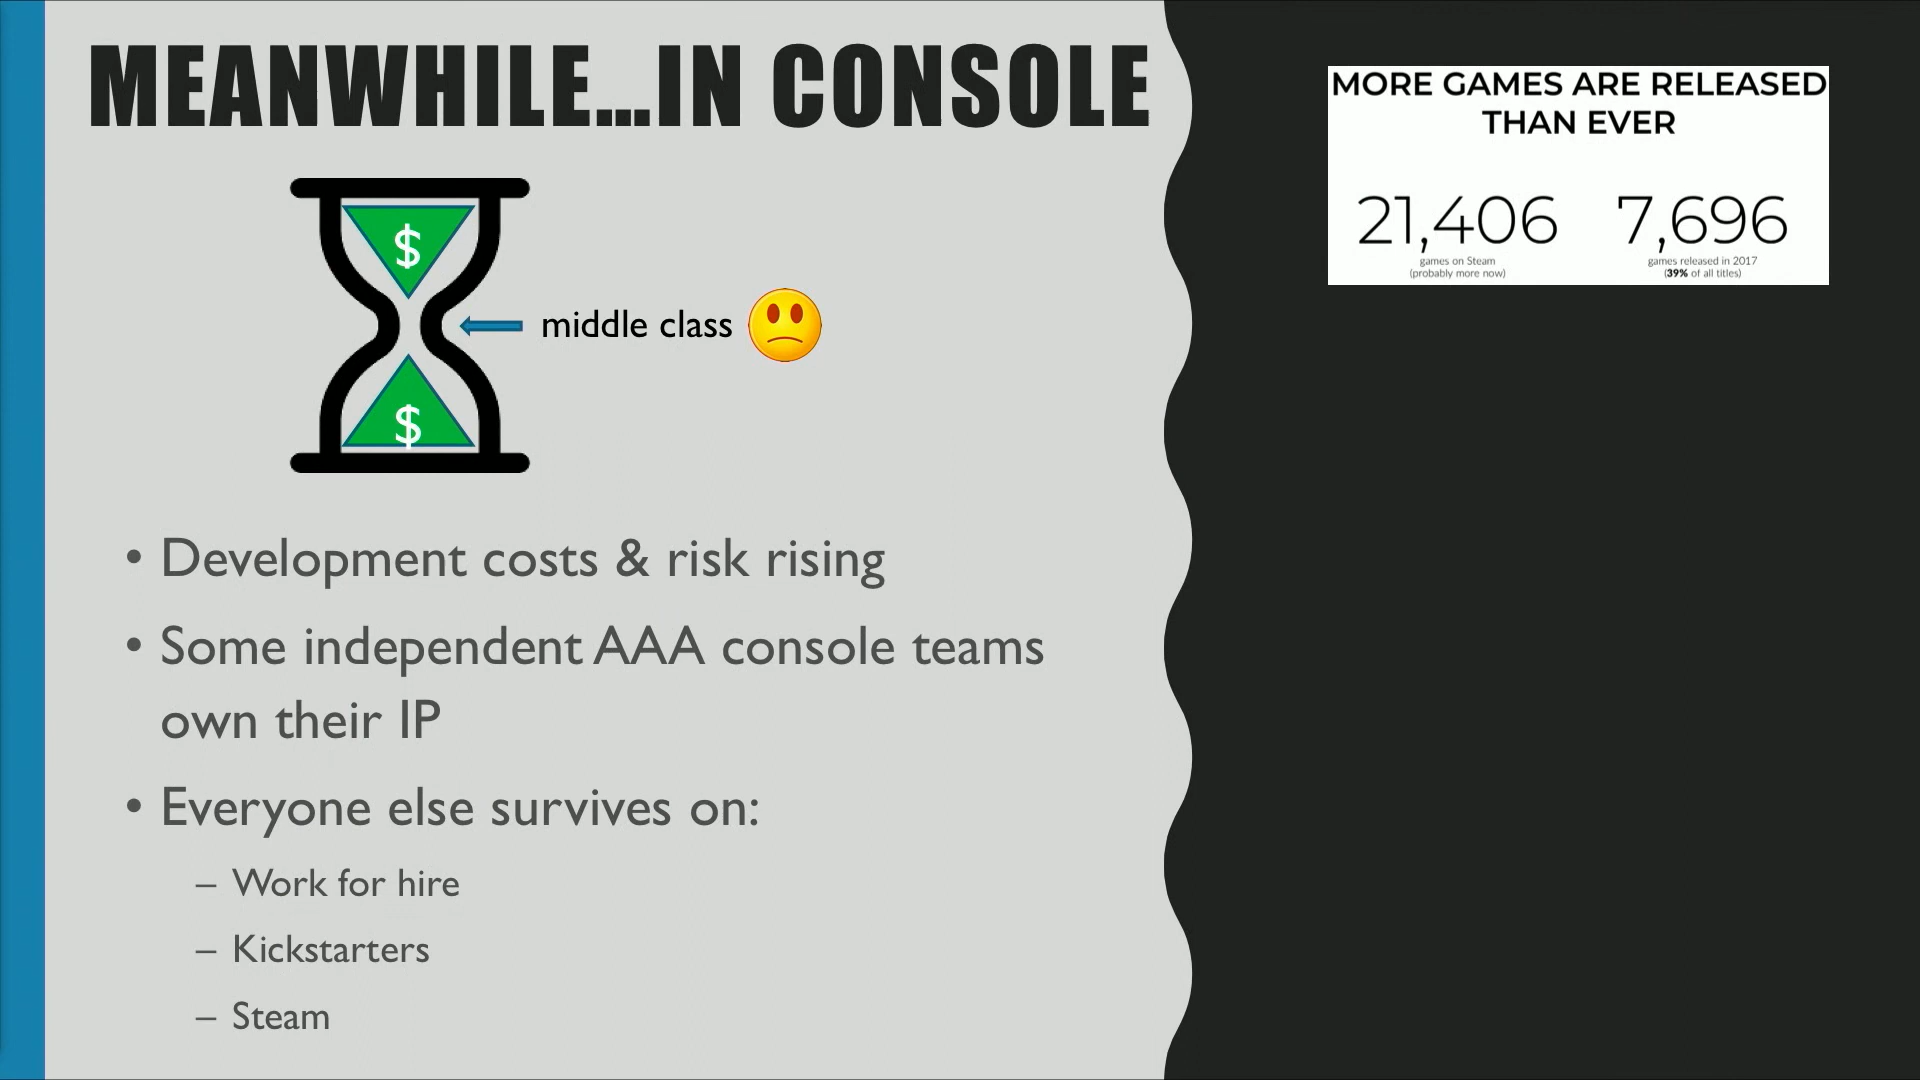 MEANWHILE...IN CONSOLE
$
middle class
$
• Development costs & risk rising
• Some independent AAA console teams
own their IP
• Everyone else survives on:
– Work for hire
– Kickstarters
– Steam
MORE GAMES ARE RELEASED
THAN EVER
21,406 7,696
games on Steam games released in 2017
(probably more now) (39% of all titles)